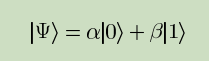 |Ψ⟩ = α|0⟩ + β|1⟩